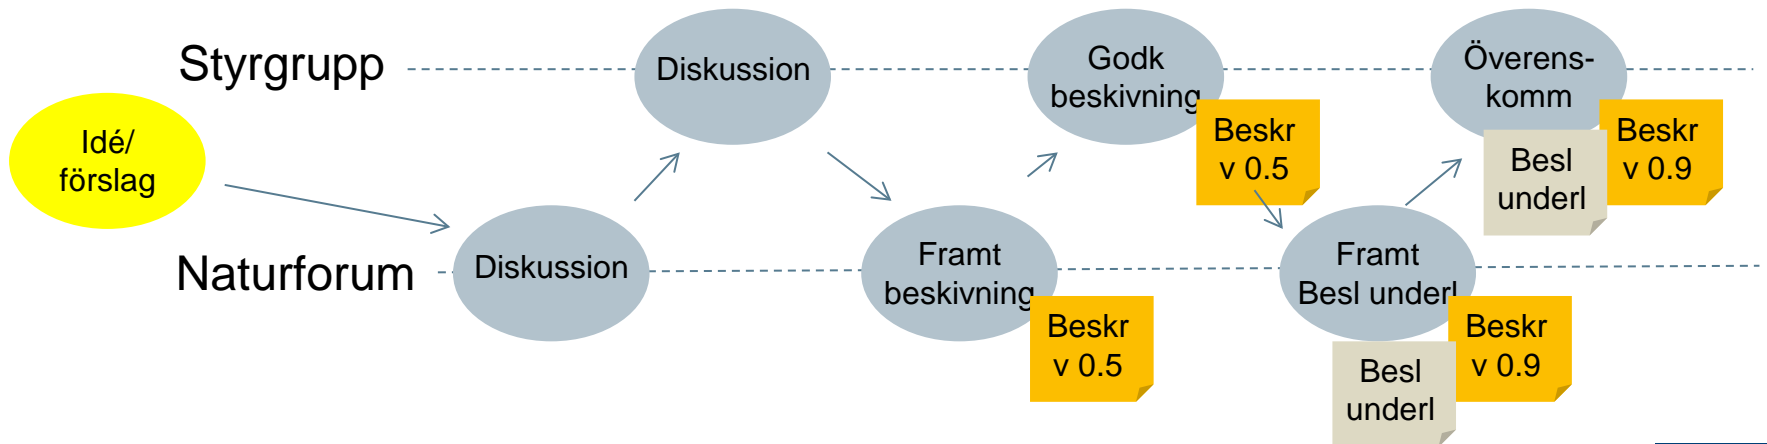 Styrgrupp
Diskussion
Godk
beskivning
Överens-
komm
Idé/
förslag
Beskr
v 0.5
Besl
underl
Beskr
v 0.9
Naturforum
Diskussion
Framt
beskivning
Framt
Besl underl
Beskr
v 0.5
Besl
underl
Beskr
v 0.9